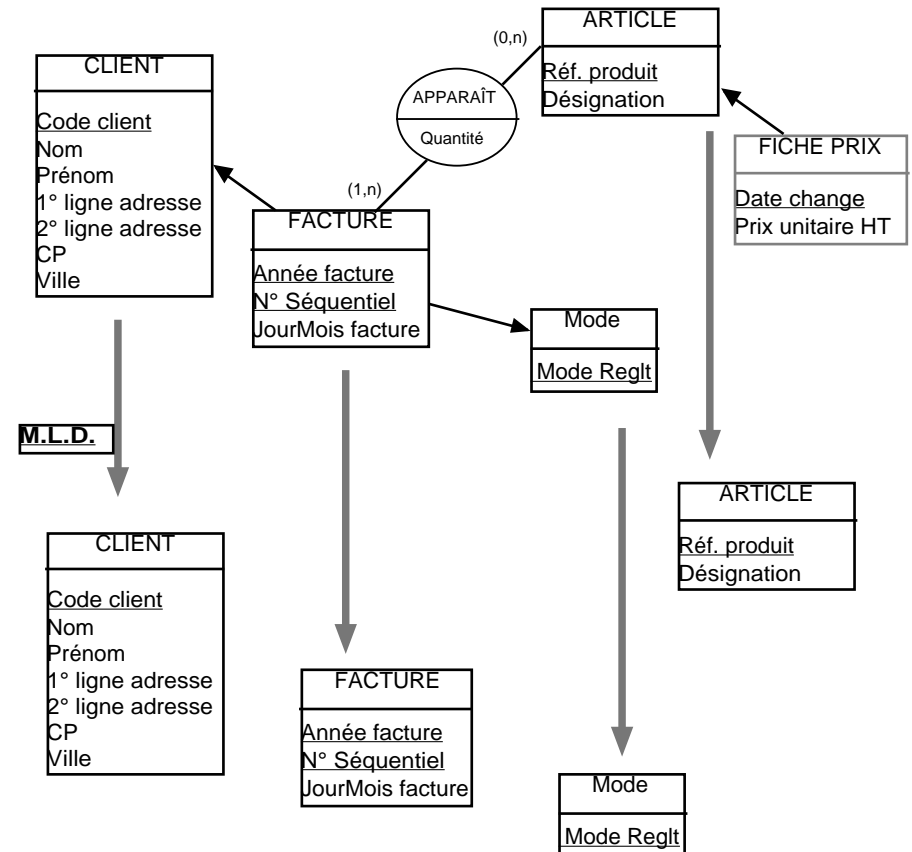 ARTICLE
(0,n)
Réf. produit
Désignation
CLIENT
Code client
Nom
Prénom
1° ligne adresse
2° ligne adresse
CP
Ville
APPARAÎT
Quantité
(1,n)
FICHE PRIX
Date change
Prix unitaire HT
FACTURE
Année facture
N° Séquentiel
JourMois facture
Mode
Mode Reglt
M.L.D.
ARTICLE
Réf. produit
Désignation
CLIENT
Code client
Nom
Prénom
1° ligne adresse
2° ligne adresse
CP
Ville
FACTURE
Année facture
N° Séquentiel
JourMois facture
Mode
Mode Reglt